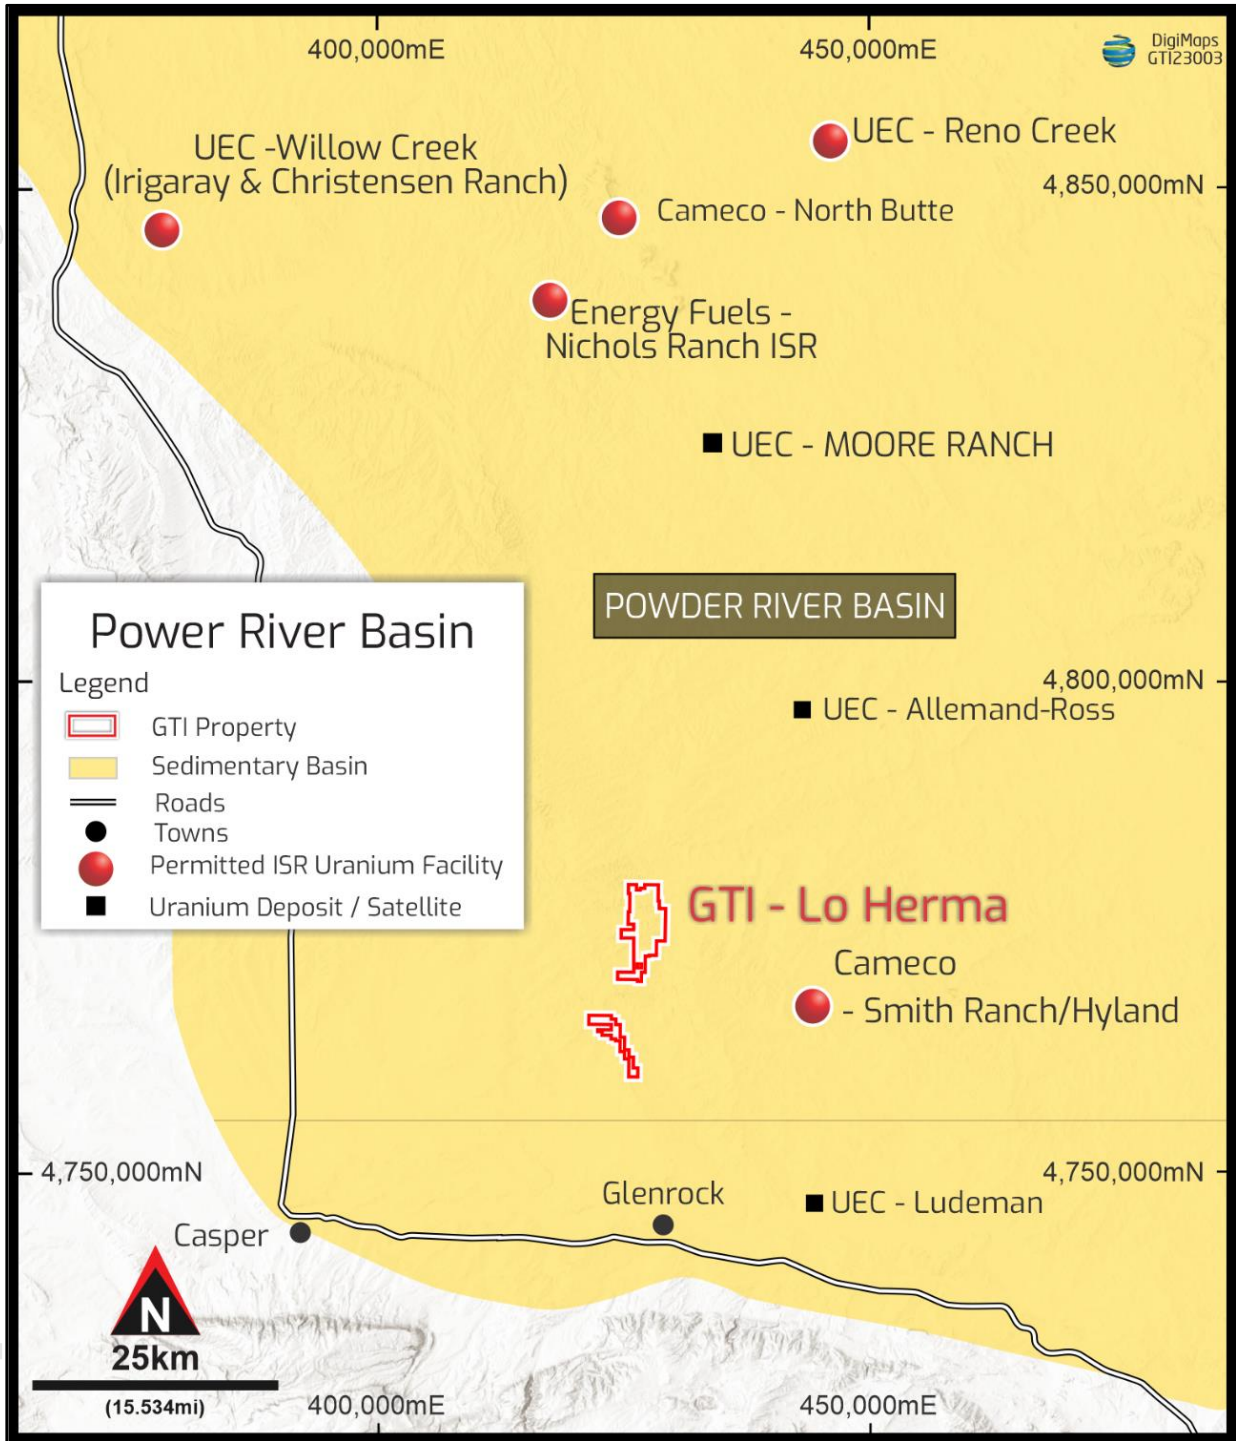 400,000mE
450,000mE
DigiMaps
GTI23003
UEC - Reno Creek
UEC -Willow Creek
(Irigaray & Christensen Ranch)
4,850,000mN
Cameco - North Butte
Energy Fuels -
Nichols Ranch ISR
UEC - MOORE RANCH
POWDER RIVER BASIN
Power River Basin
Legend
GTI Property
Sedimentary Basin
Roads
Towns
Permitted ISR Uranium Facility
Uranium Deposit / Satellite
4,800,000mN
UEC - Allemand-Ross
GTI - Lo Herma
Cameco
- Smith Ranch/Hyland
4,750,000mN
4,750,000mN
Glenrock
UEC - Ludeman
Casper
N
25km
(15.534mi)
400,000mE
450,000mE